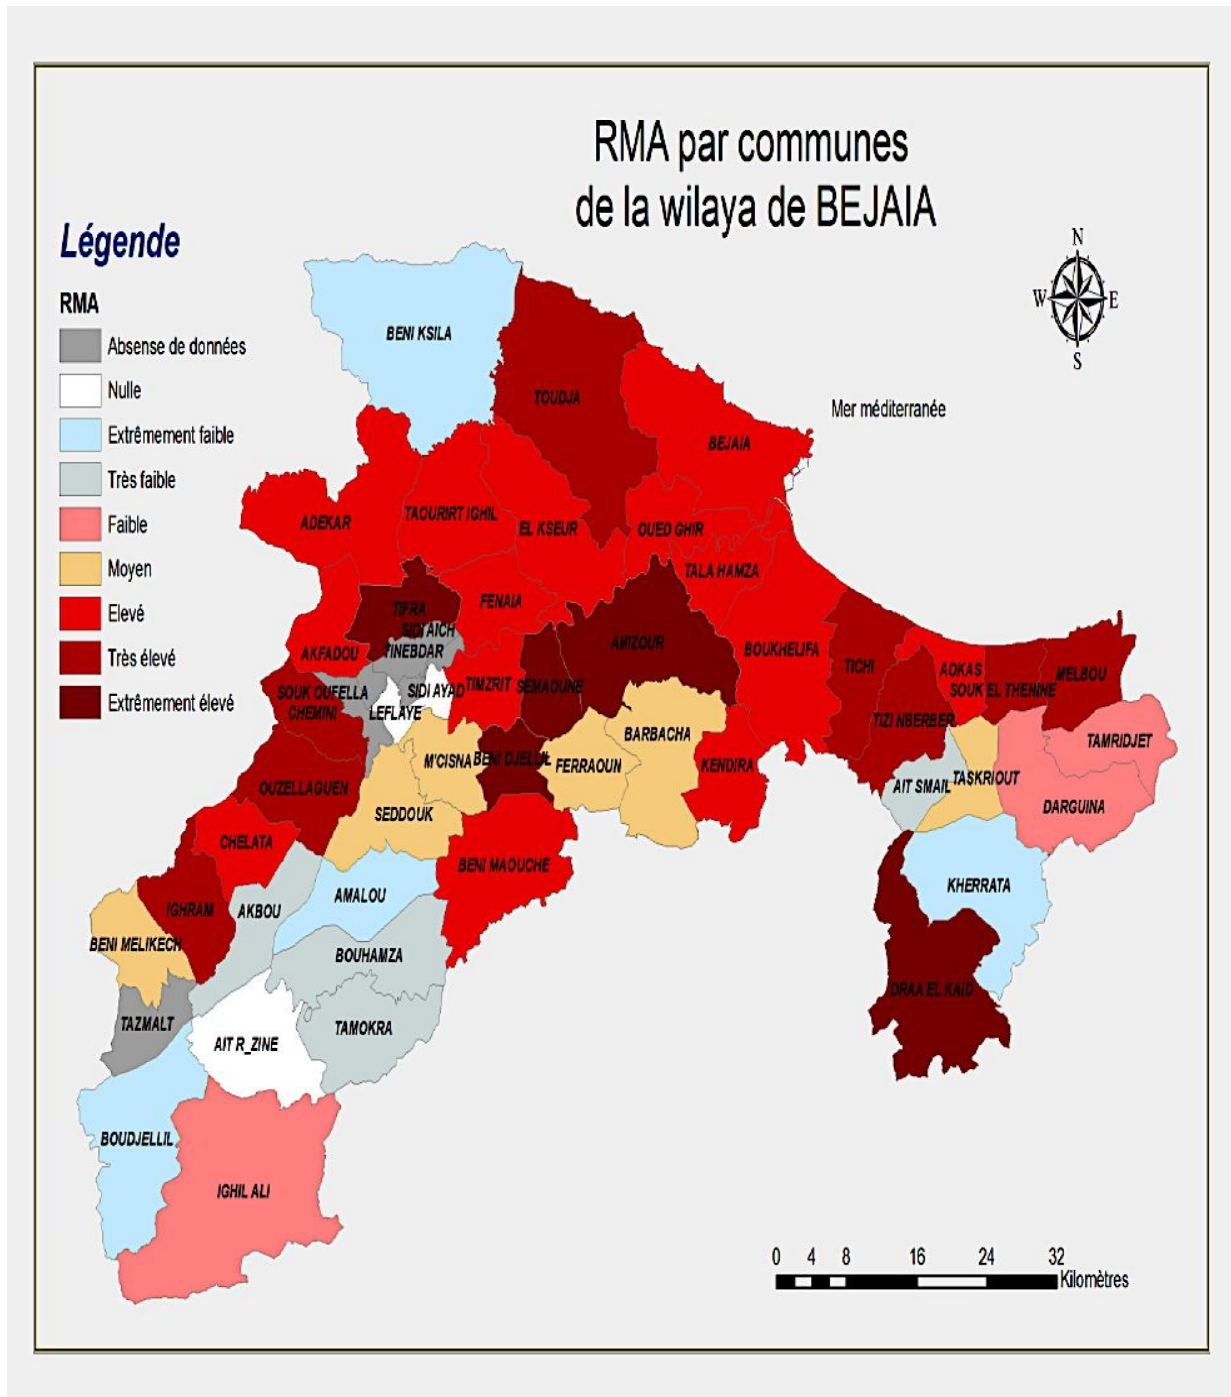 RMA par communes
de la wilaya de BEJAIA
Légende
RMA
Absense de données
Nulle
Extrêmement faible
Très faible
Faible
Moyen
Elevé
Très élevé
Extrêmement élevé
N
W
E
S
Mer méditerranée
BENI KSILA
TOUDJA
BEJAIA
ADEKAR
TAOURIRT IGHIL
EL KSEUR
OUED GHIR
TALA HAMZA
TIFRA
FENAIA
SIDI AICH
TINEBDAR
AKFADOU
AMIZOUR
BOUKHELIFA
TICHI
AOKAS
SOUK EL THENINE
MELBOU
SOUK OUFELLA
CHEMINI
SIDI AYAD
LEFLAYE
TIMZRIT
SEMAOUNE
TIZI NBERBER
BARBACHA
KENDIRA
TAMRIDJET
M'CISNA
BENI DJELLIL
FERRAOUN
AIT SMAIL
TASKRIOUT
DARGUINA
OUZELLAGUEN
SEDDOUK
CHELATA
BENI MAOUCHE
KHERRATA
AMALOU
IGHRAM
AKBOU
BENI MELIKECH
BOUHAMZA
DRAA EL KAID
TAZMALT
AIT R_ZINE
TAMOKRA
BOUDJELLIL
IGHIL ALI
0 4 8 16 24 32
Kilomètres